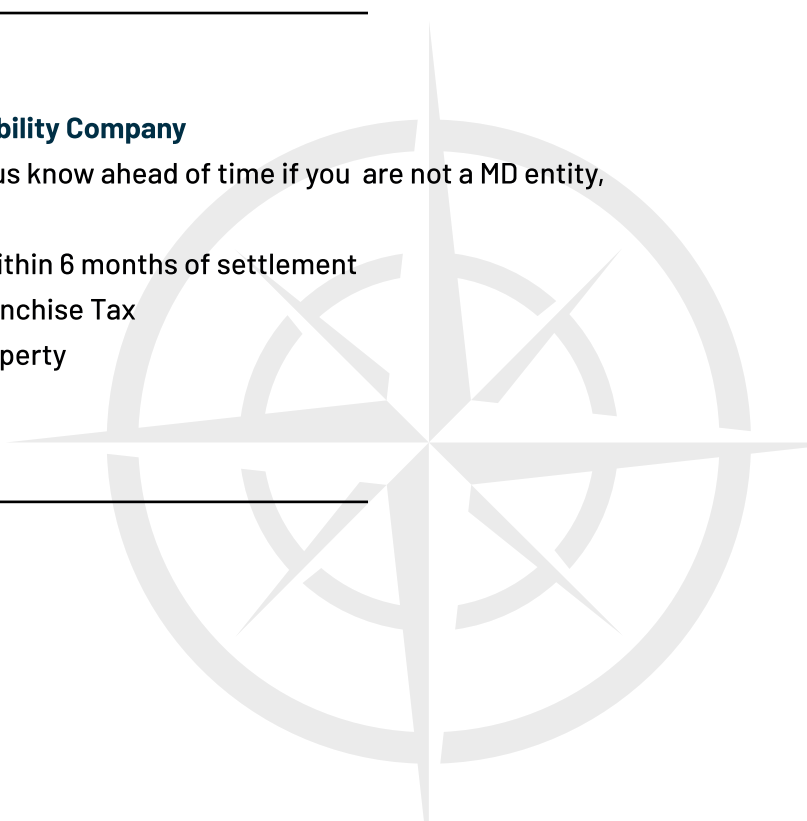 bility Company
us know ahead of time if you are not a MD entity,
ithin 6 months of settlement
nchise Tax
perty